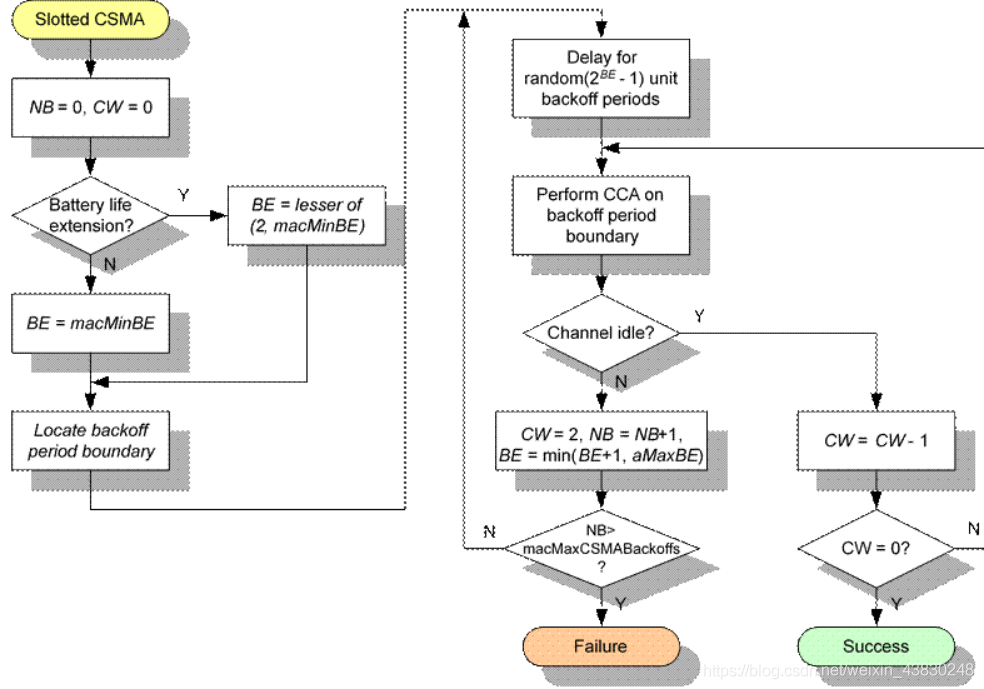 Slotted CSMA
NB = 0, CW = 0
Battery life
extension?
Y
BE = lesser of
(2, macMinBE)
N
BE = macMinBE
Locate backoff
period boundary
Delay for
random(2^BE - 1) unit
backoff periods
Perform CCA on
backoff period
boundary
Channel idle?
Y
N
CW = 2, NB = NB+1,
BE = min(BE+1, aMaxBE)
CW = CW - 1
N
NB>
macMaxCSMABackoffs
?
Y
CW = 0?
N
Y
Failure
Success
https://blog.csdn.net/weixin_43830248